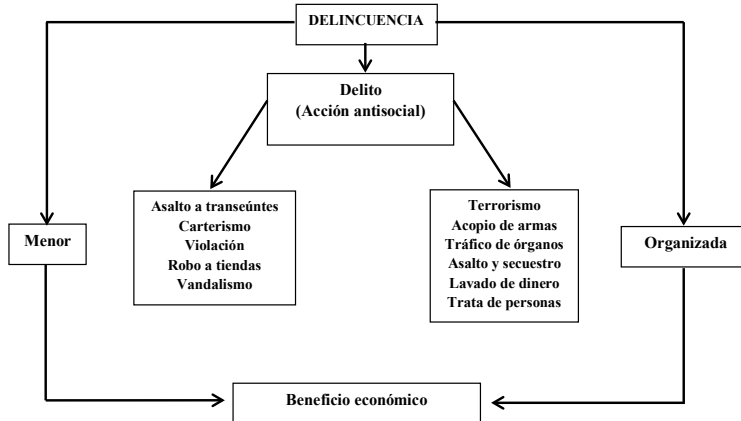 DELINCUENCIA
Delito
(Acción antisocial)
Asalto a transeúntes
Carterismo
Violación
Robo a tiendas
Vandalismo
Terrorismo
Acopio de armas
Tráfico de órganos
Asalto y secuestro
Lavado de dinero
Trata de personas
Menor
Organizada
Beneficio económico